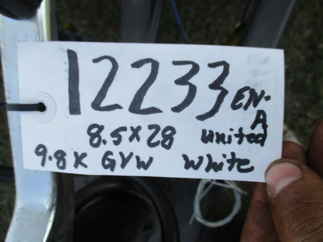 12233 EN-A
8.5x28 United
9.8K GVW White